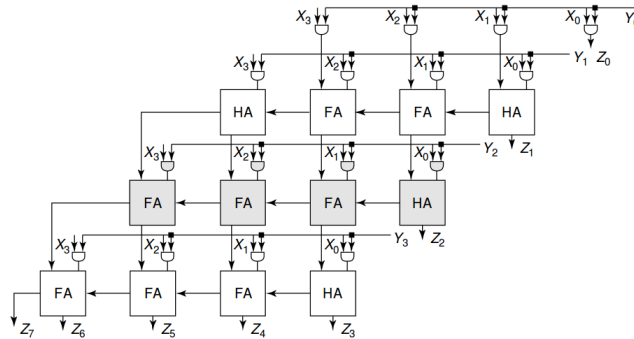 X3 X2 X1 X0 Y
X3 X2 X1 X0 Y1 Z0
HA FA FA HA
X3 X2 X1 X0 Y2 Z1
FA FA FA HA
X3 X2 X1 X0 Y3 Z2
FA FA FA HA
Z7 Z6 Z5 Z4 Z3